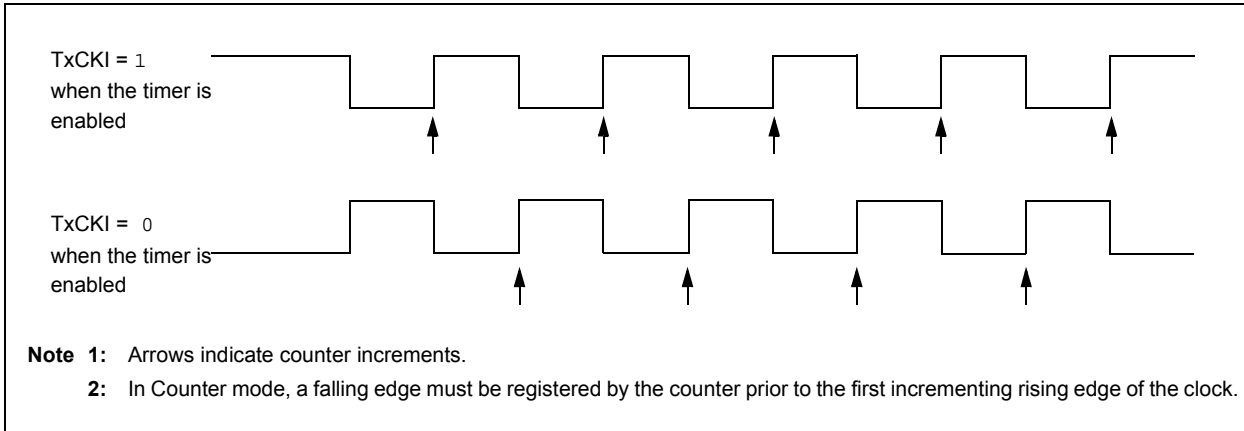 TxCKI = 1
when the timer is
enabled
TxCKI = 0
when the timer is
enabled
Note 1: Arrows indicate counter increments.
2: In Counter mode, a falling edge must be registered by the counter prior to the first incrementing rising edge of the clock.